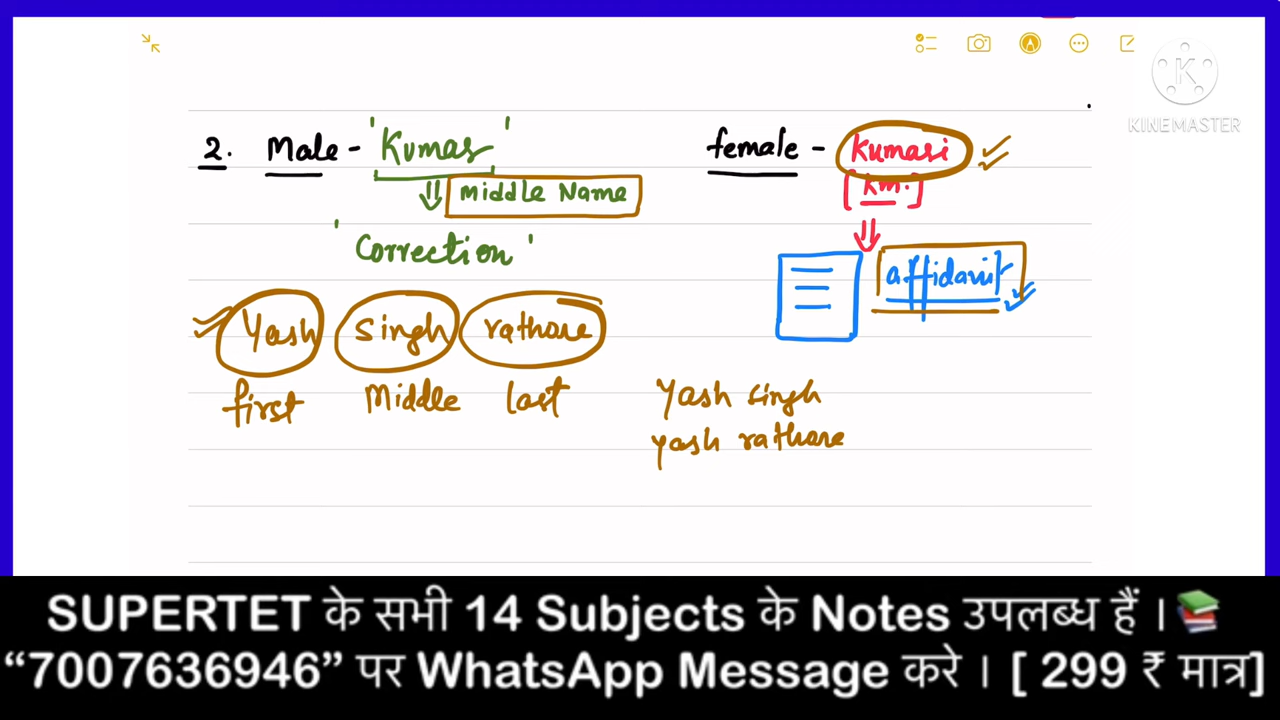 KINEMASTER
2. Male - 'Kumar' female - Kumari
Middle Name [km.]
'Correction' affidavit
Yash Singh rathore
first Middle last
Yash singh
yash rathore
SUPERTET के सभी 14 Subjects के Notes उपलब्ध हैं ।
“7007636946” पर WhatsApp Message करे । [ 299 ₹ मात्र]